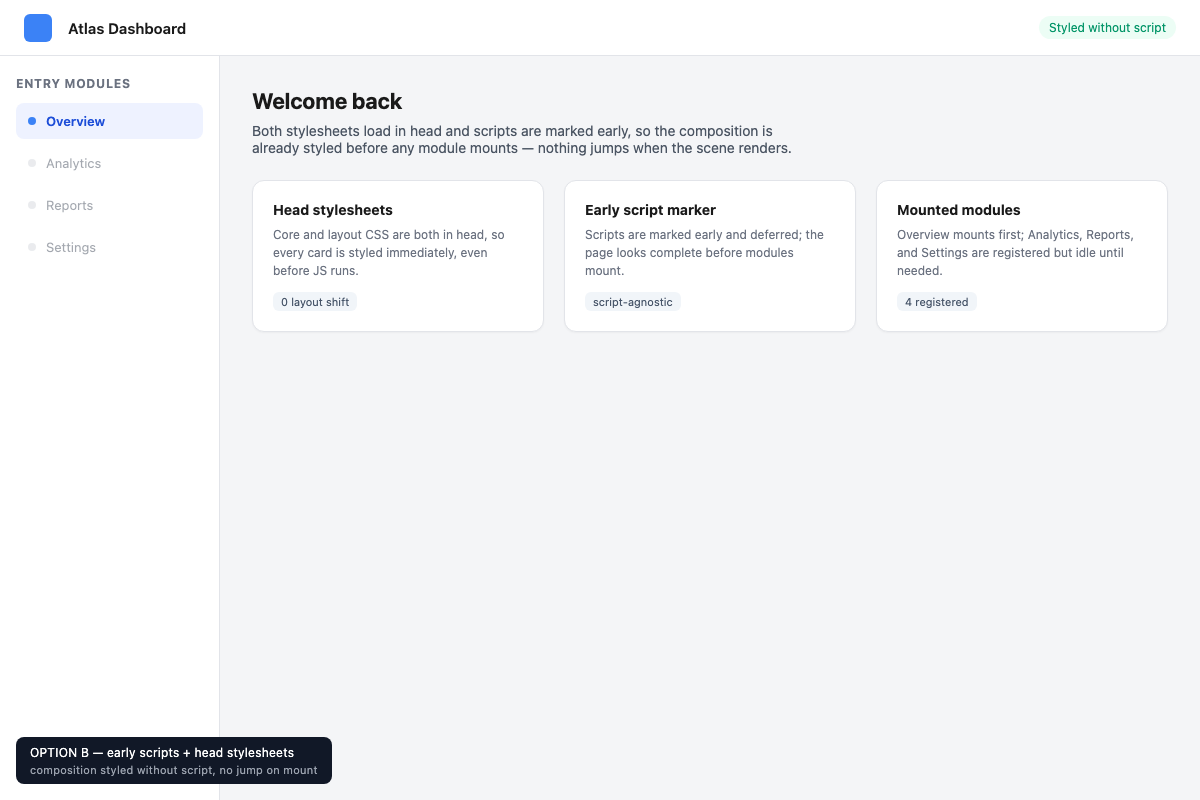 Atlas Dashboard
Styled without script
ENTRY MODULES
Overview
Analytics
Reports
Settings
Welcome back
Both stylesheets load in head and scripts are marked early, so the composition is
already styled before any module mounts — nothing jumps when the scene renders.
Head stylesheets
Core and layout CSS are both in head, so
every card is styled immediately, even
before JS runs.
0 layout shift
Early script marker
Scripts are marked early and deferred; the
page looks complete before modules
mount.
script-agnostic
Mounted modules
Overview mounts first; Analytics, Reports,
and Settings are registered but idle until
needed.
4 registered
OPTION B — early scripts + head stylesheets
composition styled without script, no jump on mount